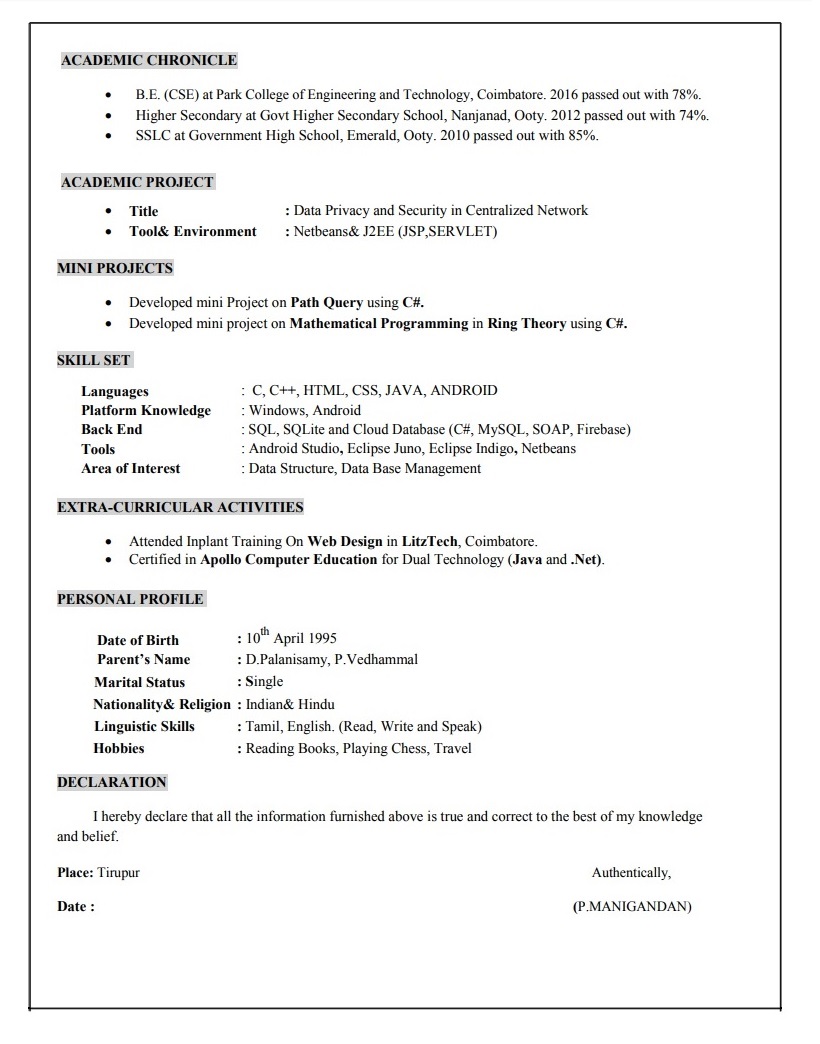 ACADEMIC CHRONICLE
• B.E. (CSE) at Park College of Engineering and Technology, Coimbatore. 2016 passed out with 78%.
• Higher Secondary at Govt Higher Secondary School, Nanjanad, Ooty. 2012 passed out with 74%.
• SSLC at Government High School, Emerald, Ooty. 2010 passed out with 85%.
ACADEMIC PROJECT
• Title : Data Privacy and Security in Centralized Network
• Tool& Environment : Netbeans& J2EE (JSP,SERVLET)
MINI PROJECTS
• Developed mini Project on Path Query using C#.
• Developed mini project on Mathematical Programming in Ring Theory using C#.
SKILL SET
Languages : C, C++, HTML, CSS, JAVA, ANDROID
Platform Knowledge : Windows, Android
Back End : SQL, SQLite and Cloud Database (C#, MySQL, SOAP, Firebase)
Tools : Android Studio, Eclipse Juno, Eclipse Indigo, Netbeans
Area of Interest : Data Structure, Data Base Management
EXTRA-CURRICULAR ACTIVITIES
• Attended Inplant Training On Web Design in LitzTech, Coimbatore.
• Certified in Apollo Computer Education for Dual Technology (Java and .Net).
PERSONAL PROFILE
Date of Birth : 10th April 1995
Parent’s Name : D.Palanisamy, P.Vedhammal
Marital Status : Single
Nationality& Religion : Indian& Hindu
Linguistic Skills : Tamil, English. (Read, Write and Speak)
Hobbies : Reading Books, Playing Chess, Travel
DECLARATION
I hereby declare that all the information furnished above is true and correct to the best of my knowledge
and belief.
Place: Tirupur Authentically,
Date : (P.MANIGANDAN)